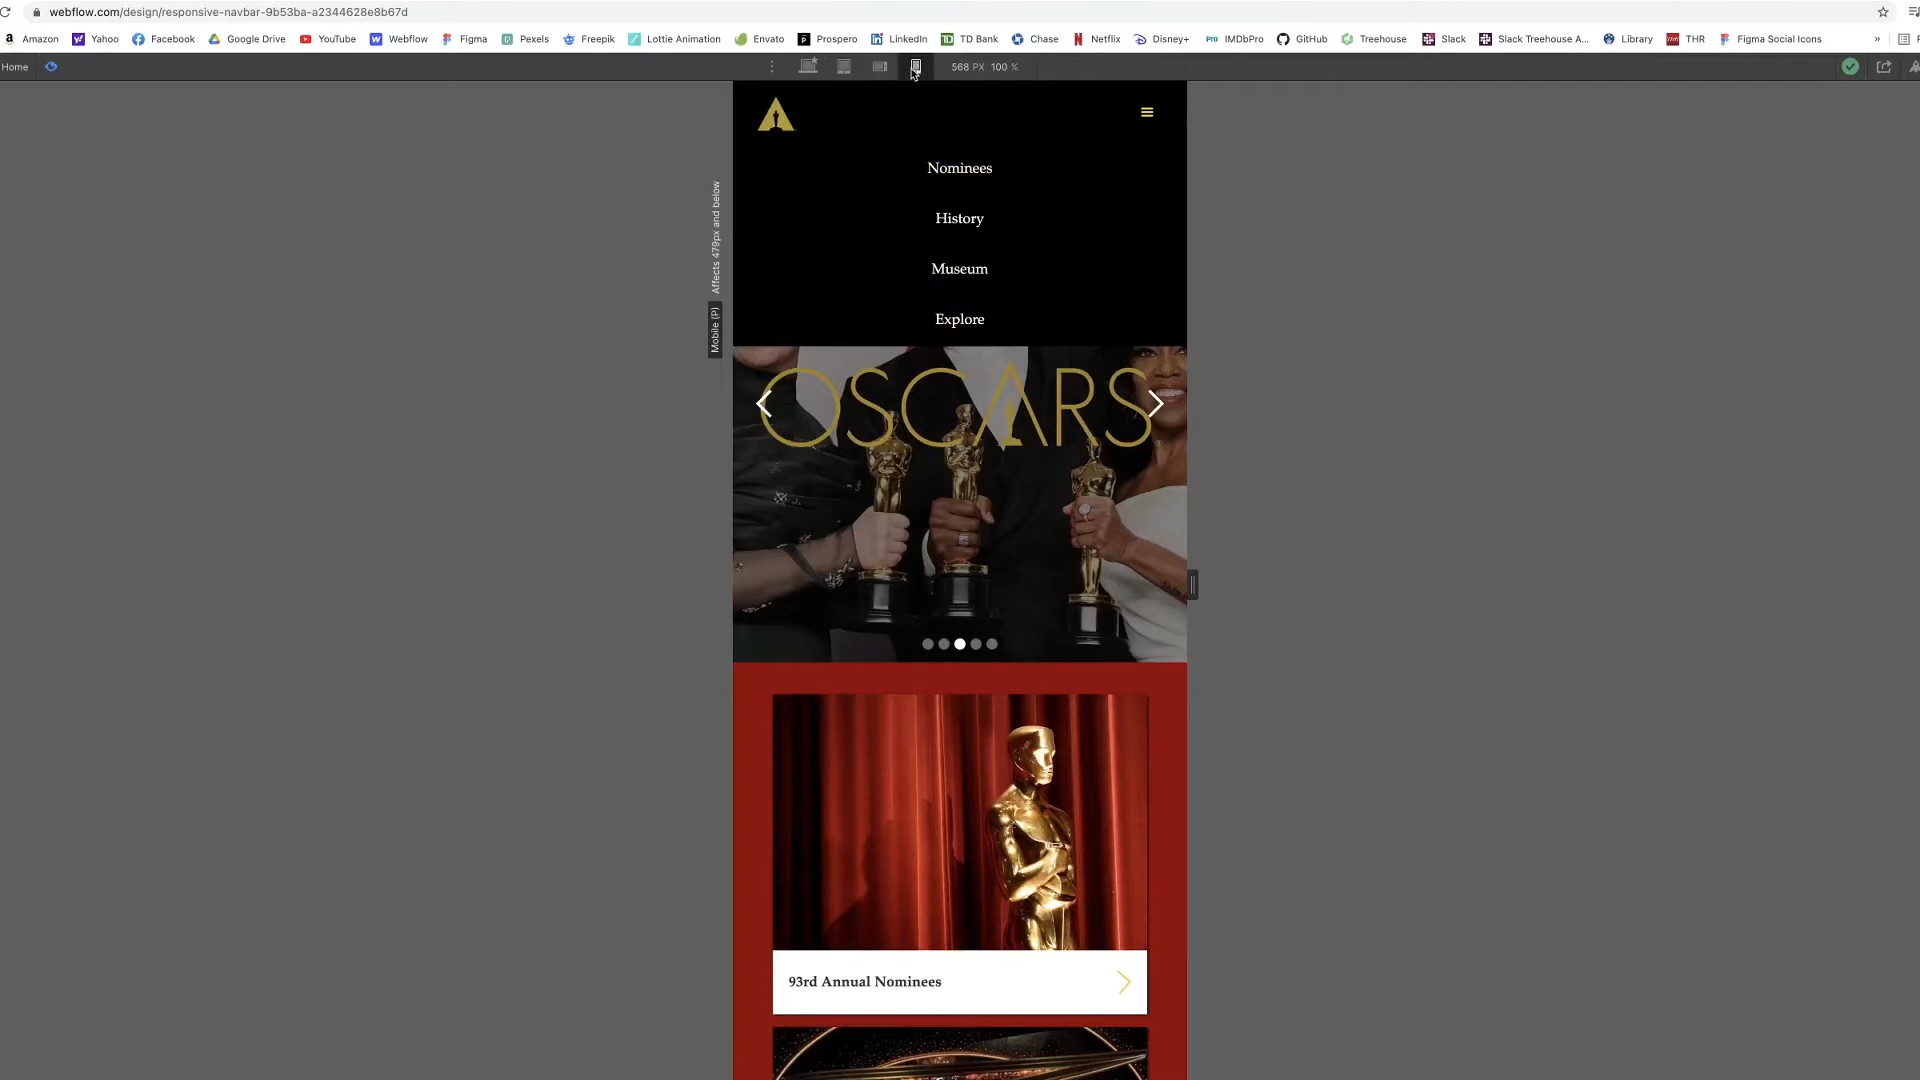 webflow.com/design/responsive-navbar-9b53ba-a2344628e8b67d
Amazon Yahoo Facebook Google Drive YouTube Webflow Figma Pexels Freepik Lottie Animation Envato Prospero LinkedIn TD Bank Chase Netflix Disney+ IMDbPro GitHub Treehouse Slack Slack Treehouse A... Library THR Figma Social Icons »
Home
568 PX 100 %
Affects 479px and below
Mobile (P)
Nominees
History
Museum
Explore
OSCARS
93rd Annual Nominees